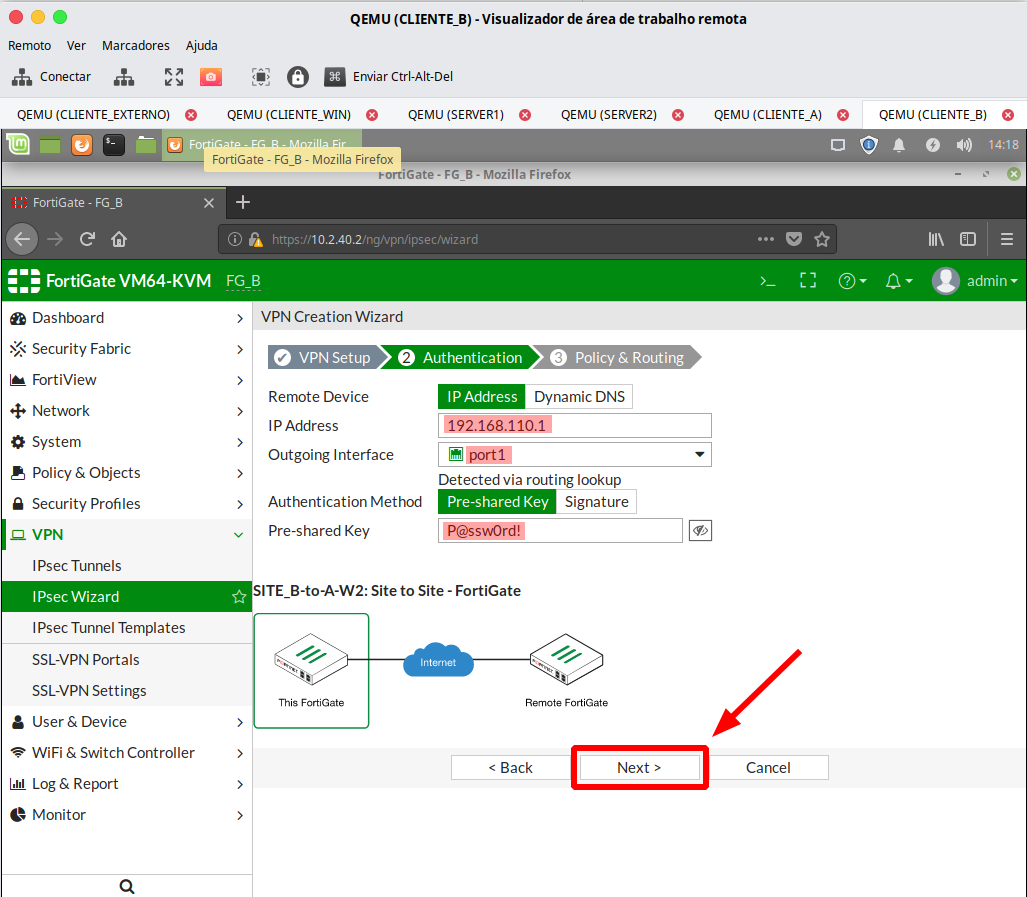 QEMU (CLIENTE_B) - Visualizador de área de trabalho remota
Remoto Ver Marcadores Ajuda
Conectar Enviar Ctrl-Alt-Del
QEMU (CLIENTE_EXTERNO) QEMU (CLIENTE_WIN) QEMU (SERVER1) QEMU (SERVER2) QEMU (CLIENTE_A) QEMU (CLIENTE_B)
FortiGate - FG_B - Mozilla Fir... 14:18
FortiGate - FG_B - Mozilla Firefox
FortiGate - FG_B - Mozilla Firefox
FortiGate - FG_B
https://10.2.40.2/ng/vpn/ipsec/wizard
FortiGate VM64-KVM FG_B admin
Dashboard
Security Fabric
FortiView
Network
System
Policy & Objects
Security Profiles
VPN
IPsec Tunnels
IPsec Wizard
IPsec Tunnel Templates
SSL-VPN Portals
SSL-VPN Settings
User & Device
WiFi & Switch Controller
Log & Report
Monitor
VPN Creation Wizard
VPN Setup 2 Authentication 3 Policy & Routing
Remote Device IP Address Dynamic DNS
IP Address 192.168.110.1
Outgoing Interface port1
Detected via routing lookup
Authentication Method Pre-shared Key Signature
Pre-shared Key P@ssw0rd!
SITE_B-to-A-W2: Site to Site - FortiGate
Internet
This FortiGate Remote FortiGate
< Back Next > Cancel